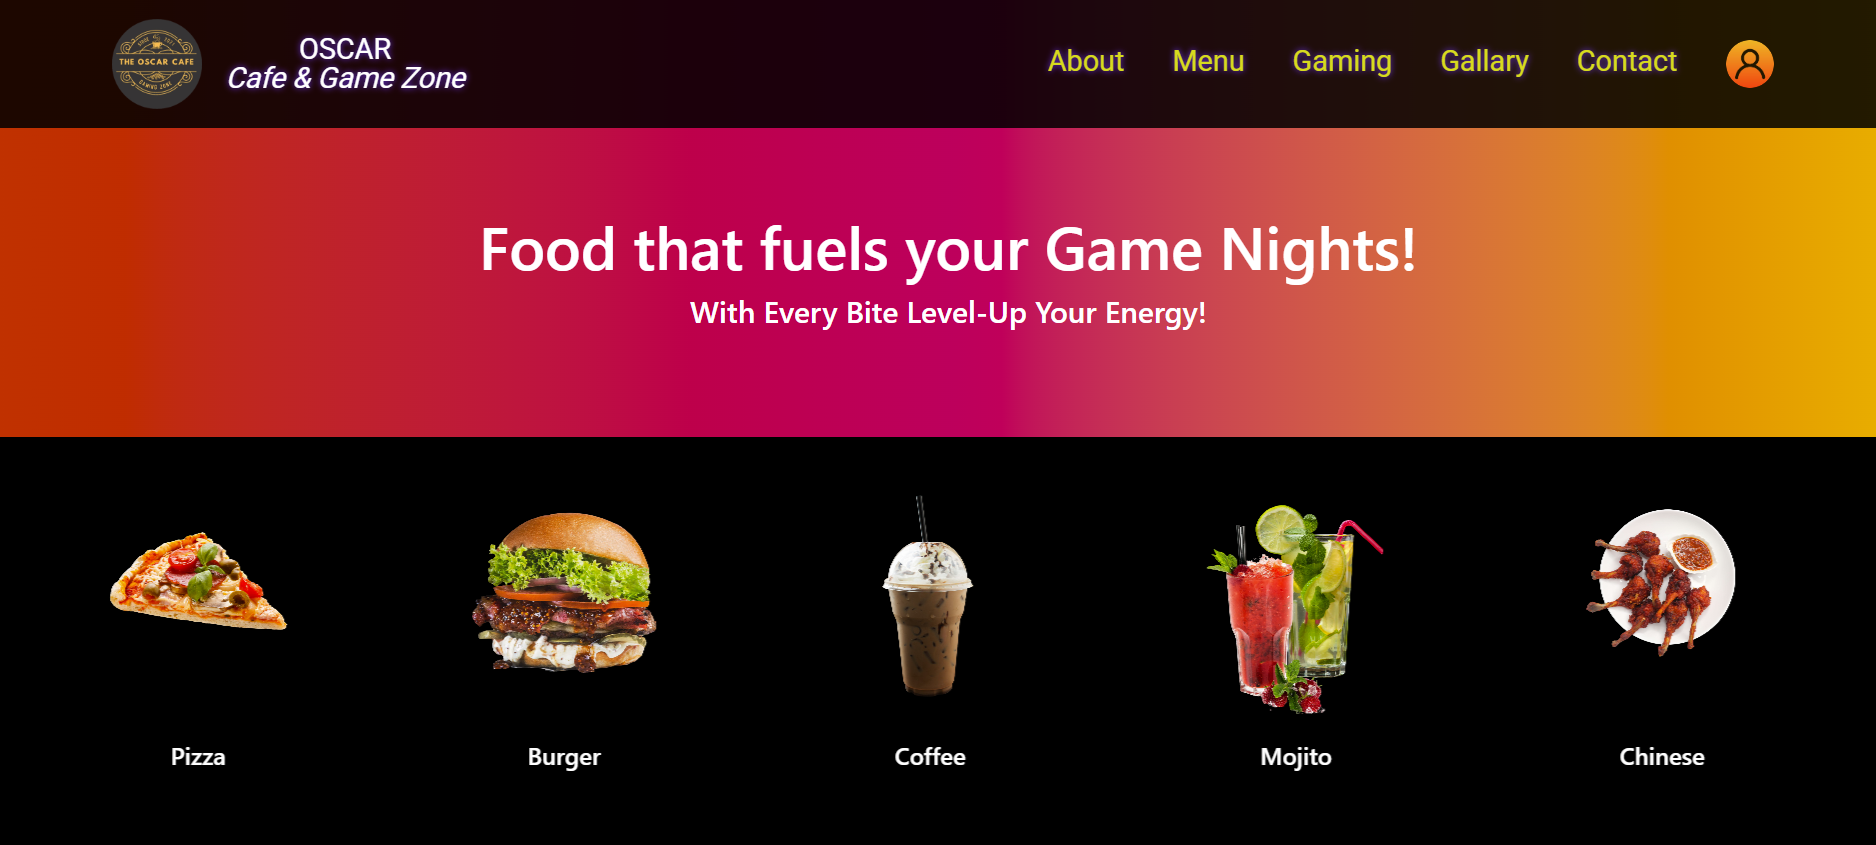 THE OSCAR CAFE
GAMING ZONE
OSCAR
Cafe & Game Zone
About
Menu
Gaming
Gallary
Contact
Food that fuels your Game Nights!
With Every Bite Level-Up Your Energy!
Pizza
Burger
Coffee
Mojito
Chinese